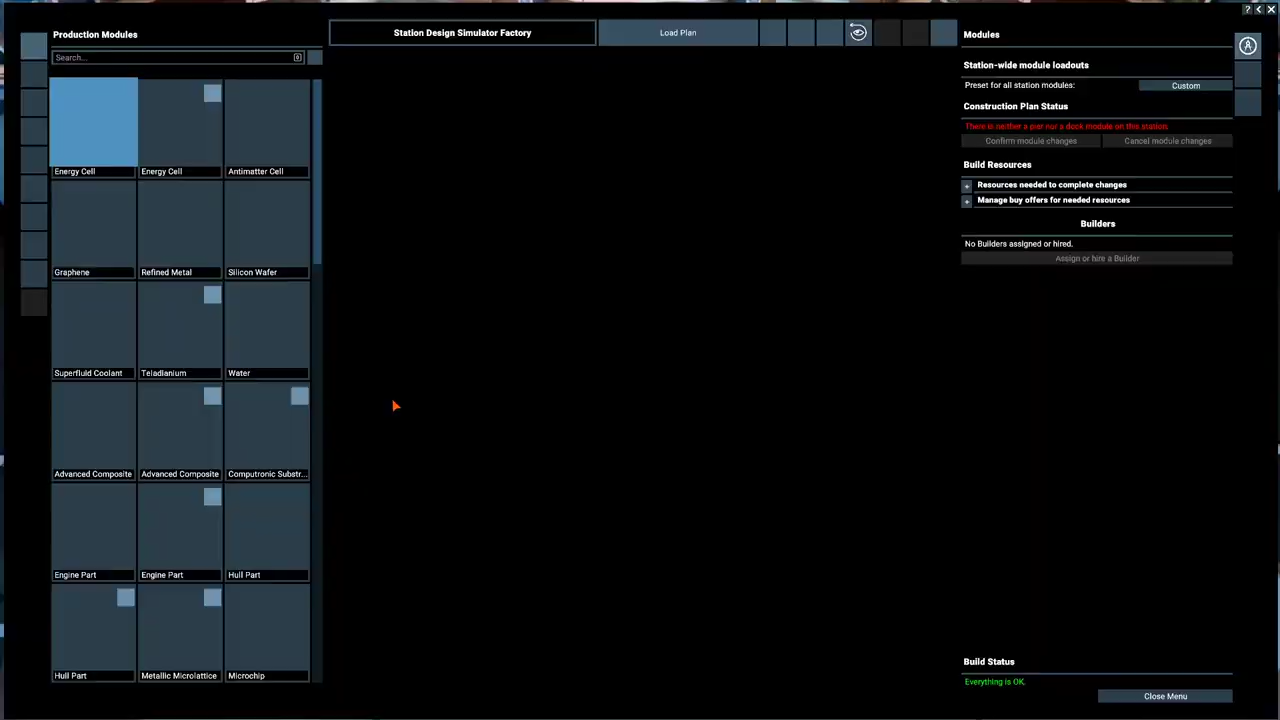 Production Modules
Search...
Energy Cell
Energy Cell
Antimatter Cell
Graphene
Refined Metal
Silicon Wafer
Superfluid Coolant
Teladianium
Water
Advanced Composite
Advanced Composite
Computronic Substr...
Engine Part
Engine Part
Hull Part
Hull Part
Metallic Microlattice
Microchip
Station Design Simulator Factory
Load Plan
Modules
Station-wide module loadouts
Preset for all station modules:
Custom
Construction Plan Status
There is neither a pier nor a dock module on this station.
Confirm module changes
Cancel module changes
Build Resources
+ Resources needed to complete changes
+ Manage buy offers for needed resources
Builders
No Builders assigned or hired.
Assign or hire a Builder
Build Status
Everything is OK.
Close Menu